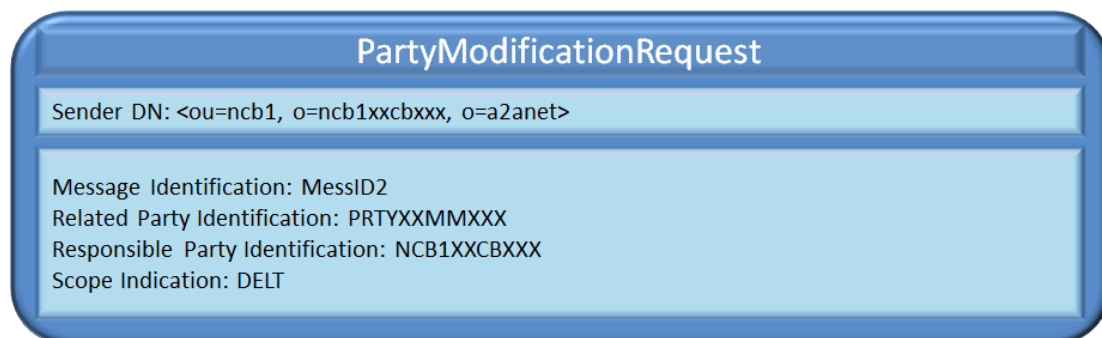 PartyModificationRequest
Sender DN: <ou=ncb1, o=ncb1xxcbxxx, o=a2anet>
Message Identification: MessID2
Related Party Identification: PRTYXXMMXXX
Responsible Party Identification: NCB1XXCBXXX
Scope Indication: DELT